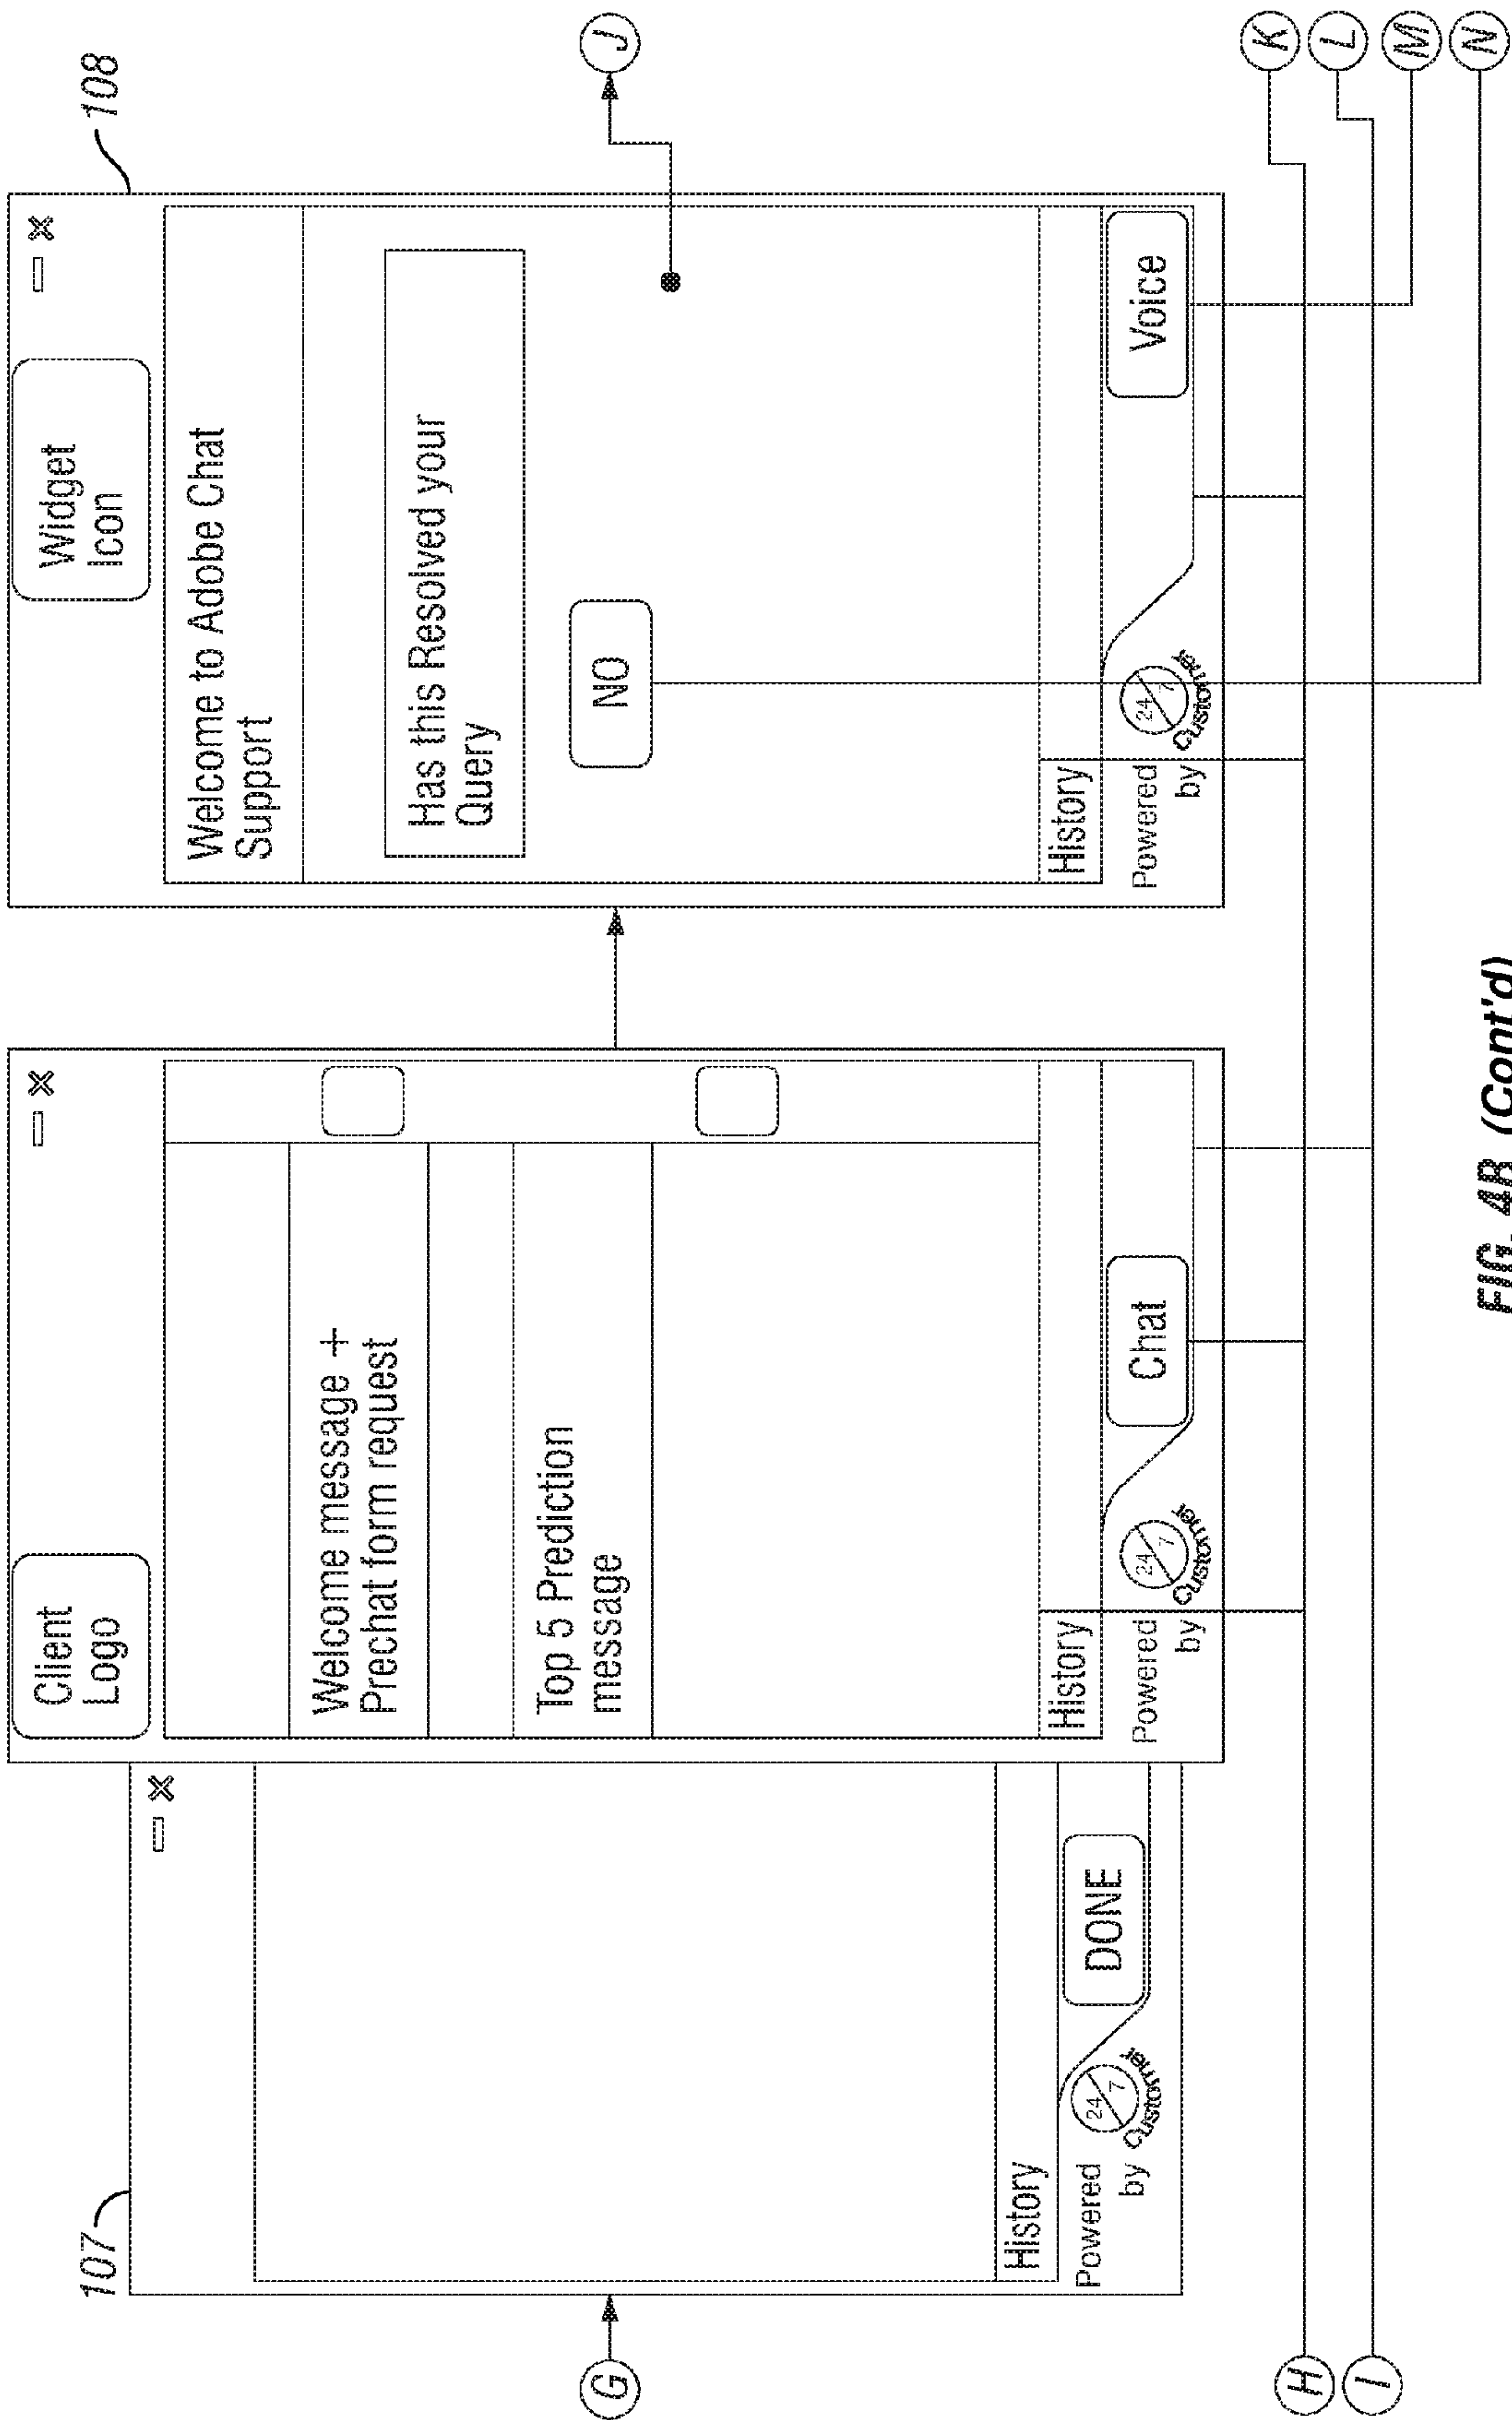 107
G
History
Powered
by
24
7
Customer
DONE
Client
Logo
Welcome message +
Prechat form request
Top 5 Prediction
message
History
Powered
by
24
7
Customer
Chat
108
Widget
Icon
Welcome to Adobe Chat
Support
Has this Resolved your
Query
NO
History
Powered
by
24
7
Customer
Voice
J
H
I
K
L
M
N
FIG. 4B (Cont'd)